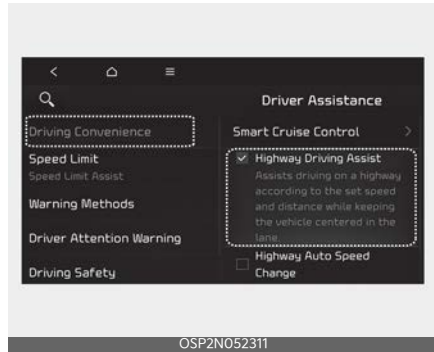 Driver Assistance
Driving Convenience
Speed Limit
Speed Limit Assist
Warning Methods
Driver Attention Warning
Driving Safety
Smart Cruise Control
Highway Driving Assist
Assists driving on a highway
according to the set speed
and distance while keeping
the vehicle centered in the
lane.
Highway Auto Speed
Change
OSP2N052311